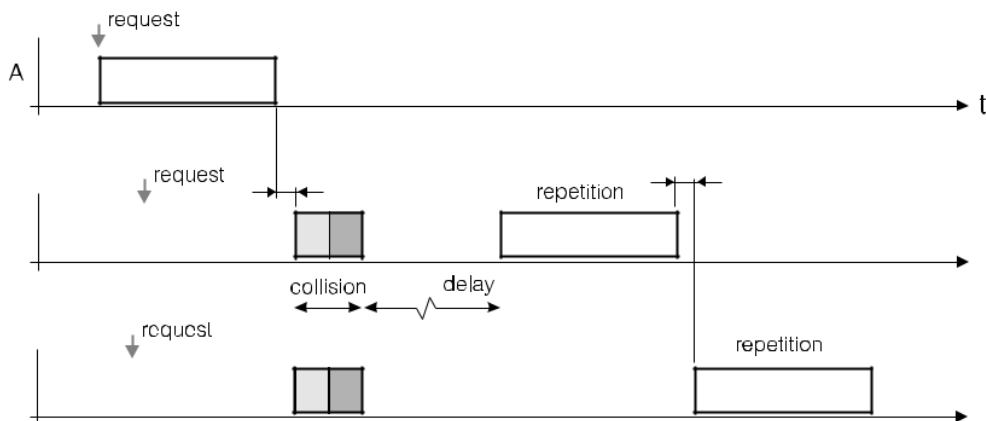 request
A
t
request
repetition
collision
delay
request
repetition